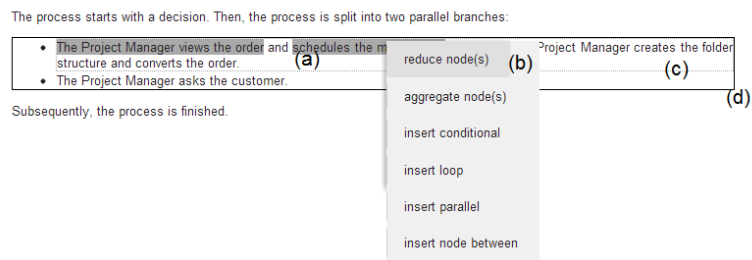 The process starts with a decision. Then, the process is split into two parallel branches:
• The Project Manager views the order and schedules the m Project Manager creates the folder
structure and converts the order.
• The Project Manager asks the customer.
Subsequently, the process is finished.
reduce node(s)
aggregate node(s)
insert conditional
insert loop
insert parallel
insert node between
(a)
(b)
(c)
(d)